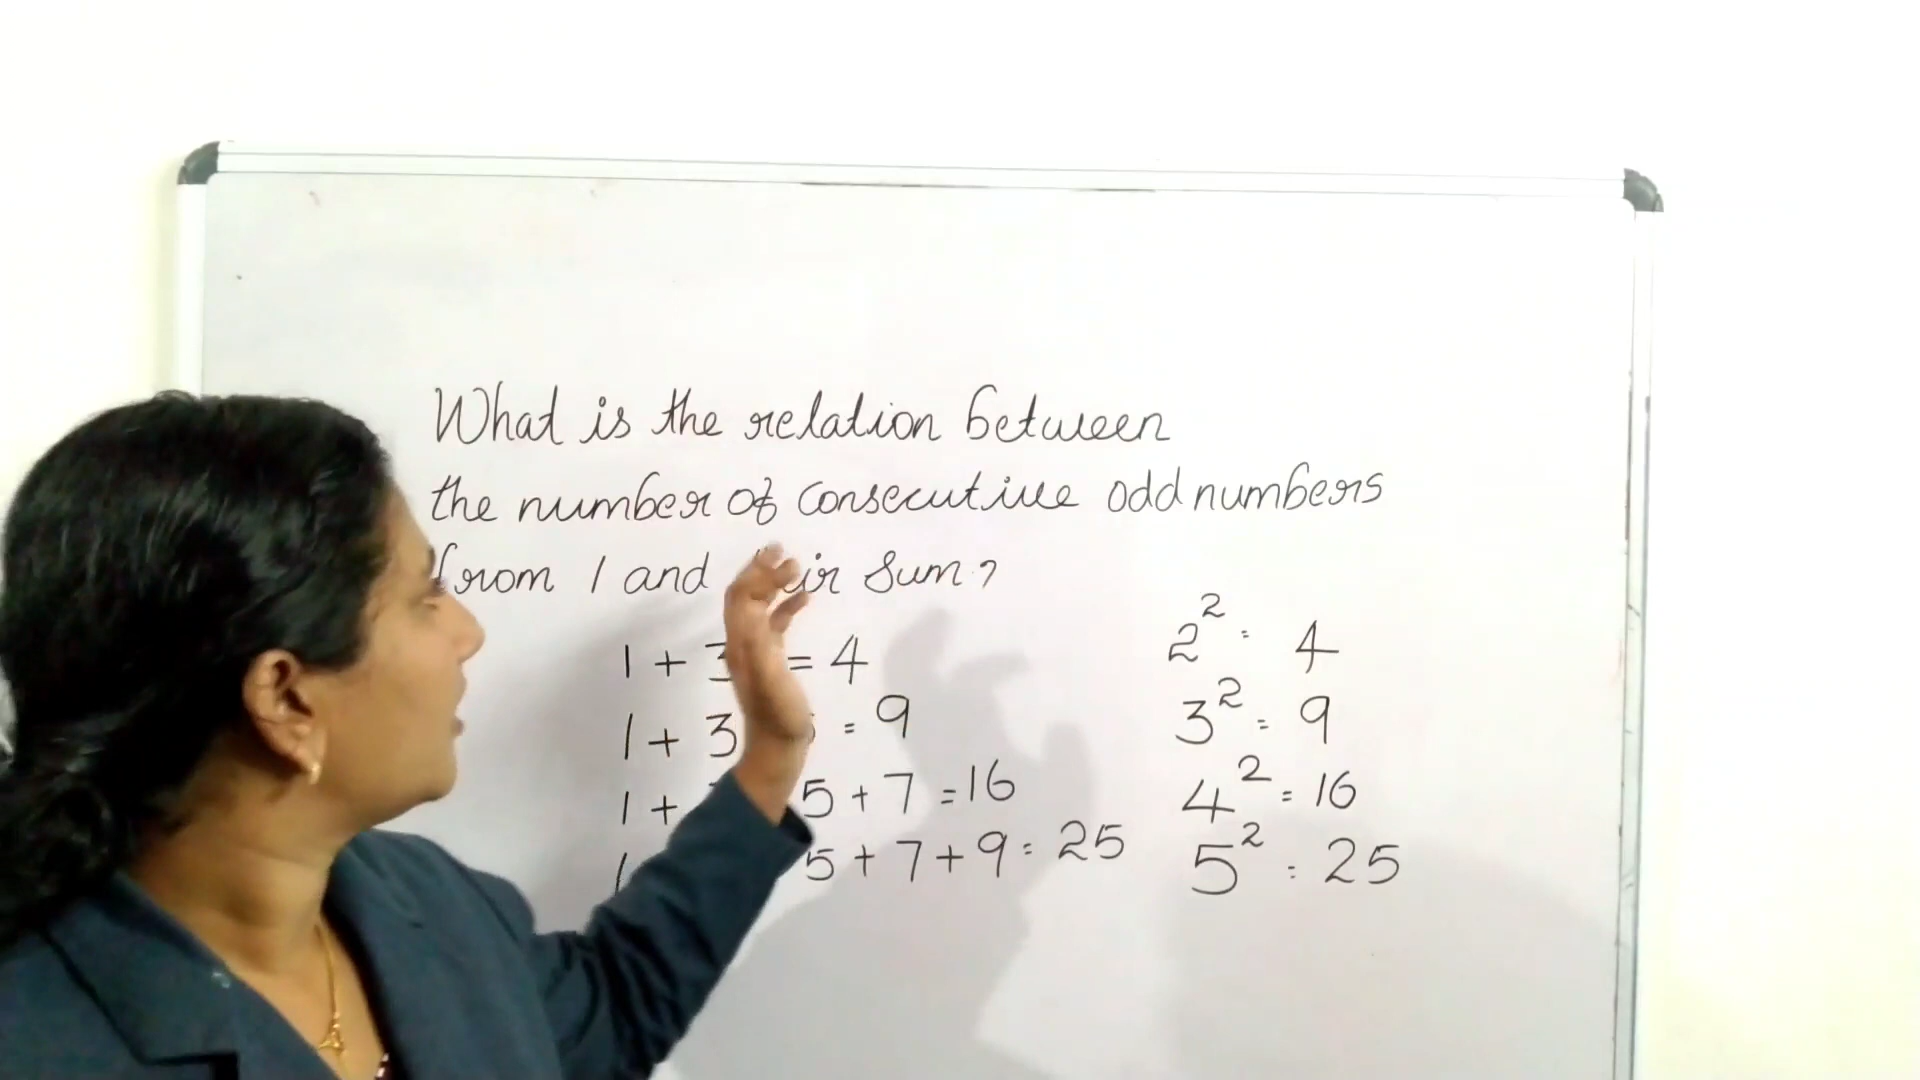 What is the relation between
the number of consecutive odd numbers
from 1 and Sum?
1 + 3 = 4
1 + 3 = 9
1 + 5 + 7 = 16
1 5 + 7 + 9 = 25
2² = 4
3² = 9
4² = 16
5² = 25